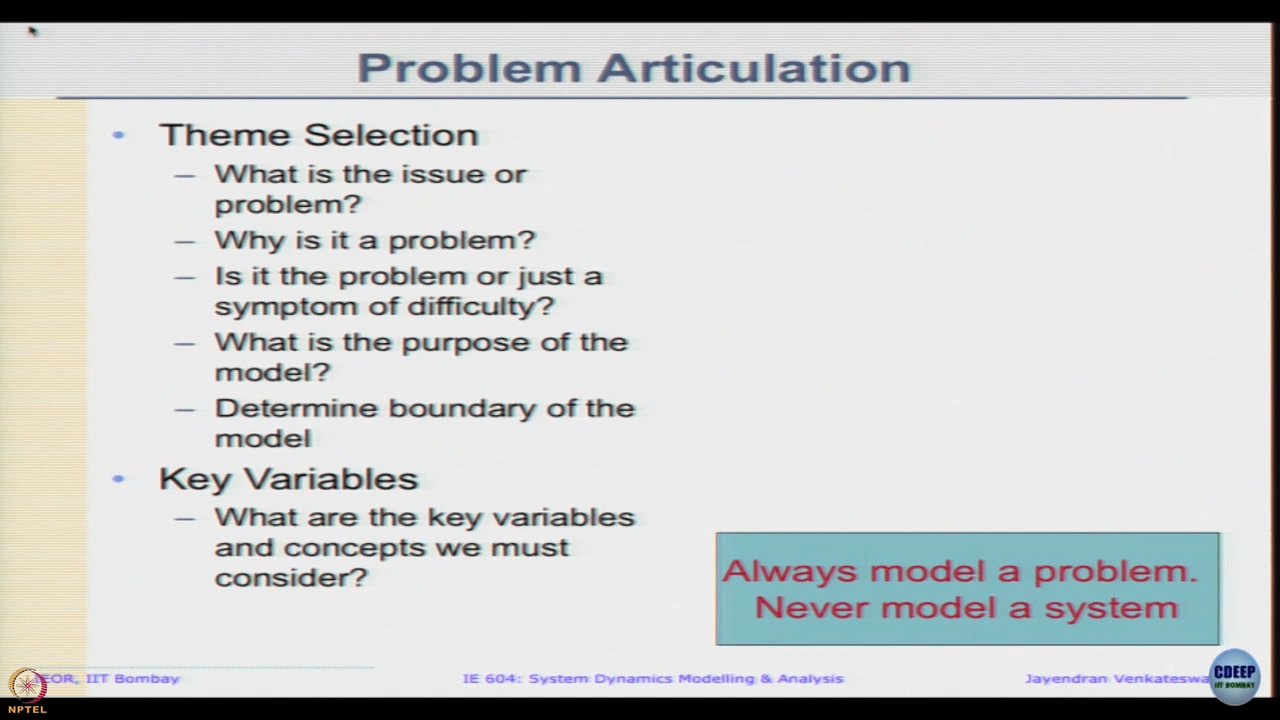 Problem Articulation
• Theme Selection
– What is the issue or
problem?
– Why is it a problem?
– Is it the problem or just a
symptom of difficulty?
– What is the purpose of the
model?
– Determine boundary of the
model
• Key Variables
– What are the key variables
and concepts we must
consider?
Always model a problem.
Never model a system
IEOR, IIT Bombay
IE 604: System Dynamics Modelling & Analysis
Jayendran Venkateswa
CDEEP
IIT BOMBAY
NPTEL